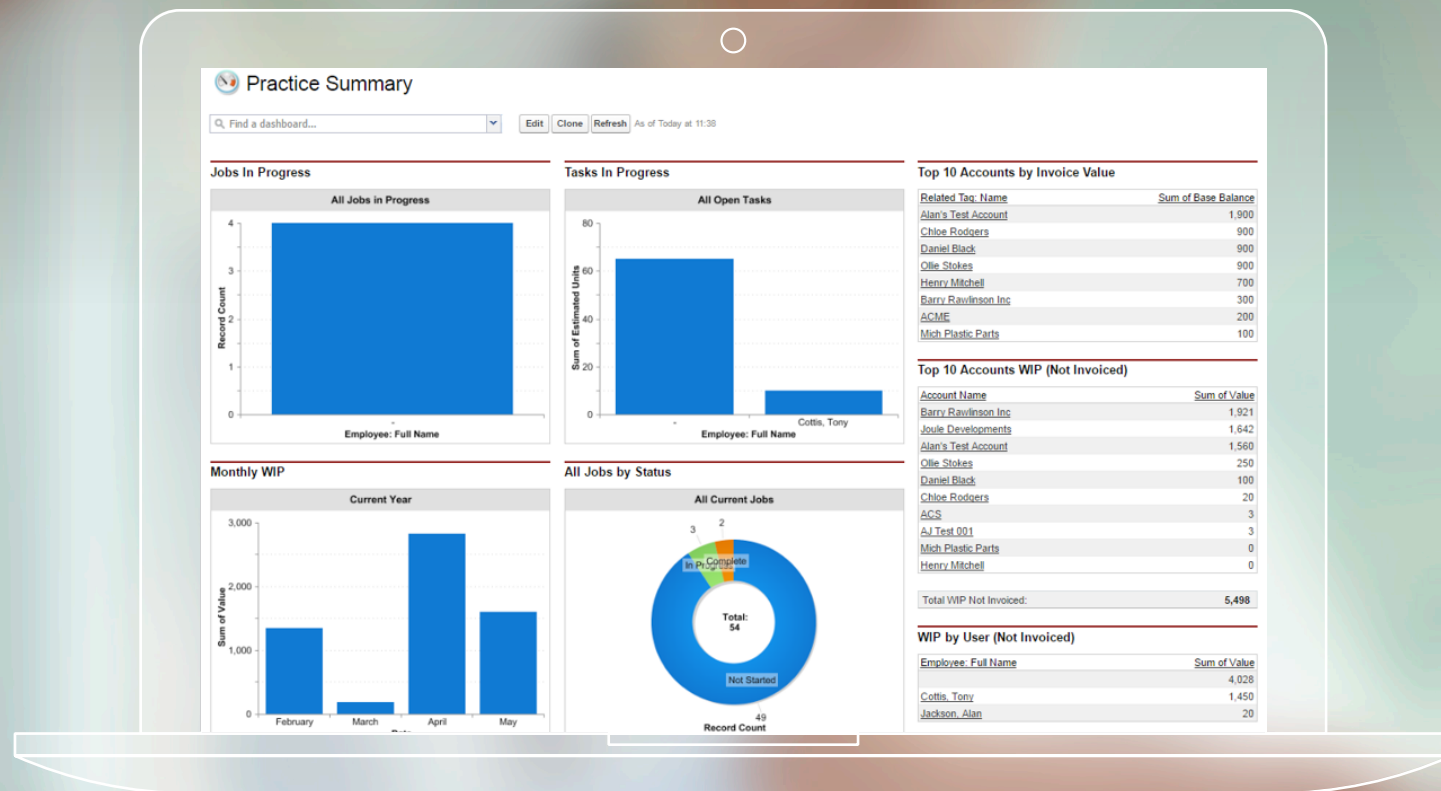 Practice Summary
Find a dashboard...
Edit Clone Refresh As of Today at 11:38
Jobs In Progress
All Jobs in Progress
Record Count
4
3
2
1
0
-
Employee: Full Name
Tasks In Progress
All Open Tasks
Sum of Estimated Units
80
60
40
20
0
- Cottis, Tony
Employee: Full Name
Top 10 Accounts by Invoice Value
Related Tag: Name Sum of Base Balance
Alan's Test Account 1,900
Chloe Rodgers 900
Daniel Black 900
Ollie Stokes 900
Henry Mitchell 700
Barry Rawlinson Inc 300
ACME 200
Mich Plastic Parts 100
Top 10 Accounts WIP (Not Invoiced)
Account Name Sum of Value
Barry Rawlinson Inc 1,921
Joule Developments 1,642
Alan's Test Account 1,560
Ollie Stokes 250
Daniel Black 100
Chloe Rodgers 20
ACS 3
AJ Test 001 3
Mich Plastic Parts 0
Henry Mitchell 0
Total WIP Not Invoiced: 5,498
Monthly WIP
Current Year
Sum of Value
3,000
2,000
1,000
0
February March April May
All Jobs by Status
All Current Jobs
3 2
In Progress Complete
Total:
54
Not Started
49
Record Count
WIP by User (Not Invoiced)
Employee: Full Name Sum of Value
4,028
Cottis, Tony 1,450
Jackson, Alan 20